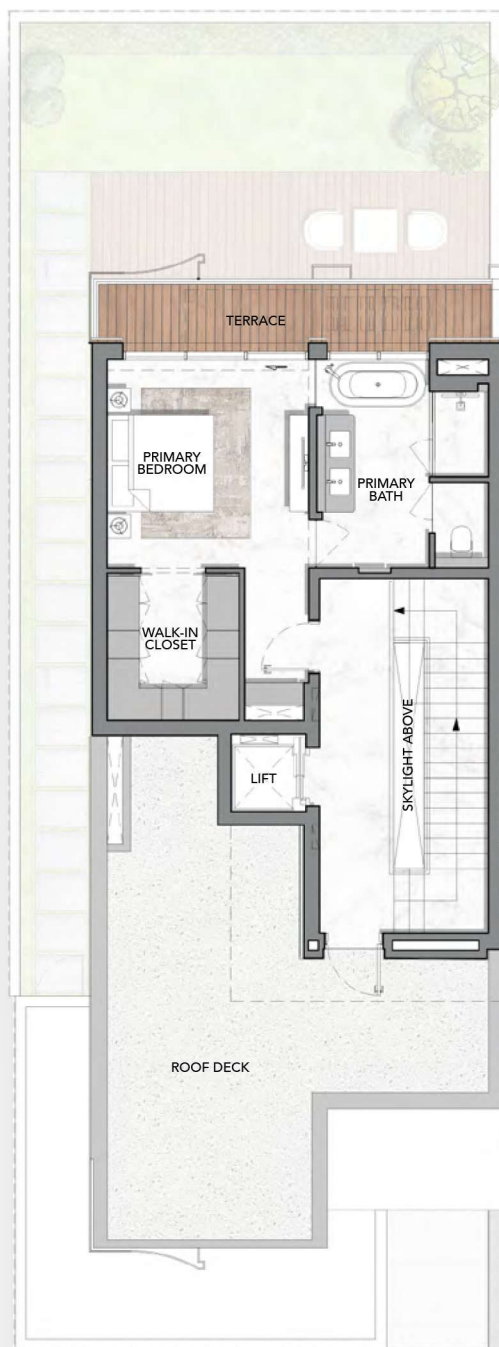 TERRACE
PRIMARY
BEDROOM
PRIMARY
BATH
WALK-IN
CLOSET
SKYLIGHT ABOVE
LIFT
ROOF DECK